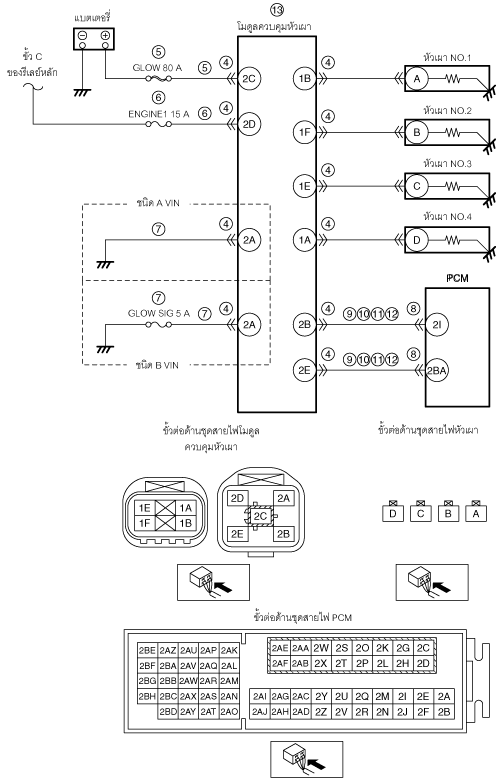 ⑬
แบตเตอรี่
โมดูลควบคุมหัวเผา
ขั้ว C
ของรีเลย์หลัก
⑤
GLOW 80 A
⑤
④
2C
1B
④
หัวเผา NO.1
A
⑥
ENGINE1 15 A
⑥
④
2D
1F
④
หัวเผา NO.2
B
1E
④
หัวเผา NO.3
C
ชนิด A VIN
⑦
④
2A
1A
④
หัวเผา NO.4
D
PCM
⑦
GLOW SIG 5 A
⑦
④
2A
2B
④
⑨⑩⑪⑫
⑧
2I
ชนิด B VIN
2E
④
⑨⑩⑪⑫
⑧
2BA
ขั้วต่อด้านชุดสายไฟโมดูล
ควบคุมหัวเผา
ขั้วต่อด้านชุดสายไฟหัวเผา
1E 1A
1F 1B
2D 2A
2C
2E 2B
D C B A
ขั้วต่อด้านชุดสายไฟ PCM
2BE 2AZ 2AU 2AP 2AK
2BF 2BA 2AV 2AQ 2AL
2BG 2BB 2AW 2AR 2AM
2BH 2BC 2AX 2AS 2AN
2BD 2AY 2AT 2AO
2AE 2AA 2W 2S 2O 2K 2G 2C
2AF 2AB 2X 2T 2P 2L 2H 2D
2AI 2AG 2AC 2Y 2U 2Q 2M 2I 2E 2A
2AJ 2AH 2AD 2Z 2V 2R 2N 2J 2F 2B